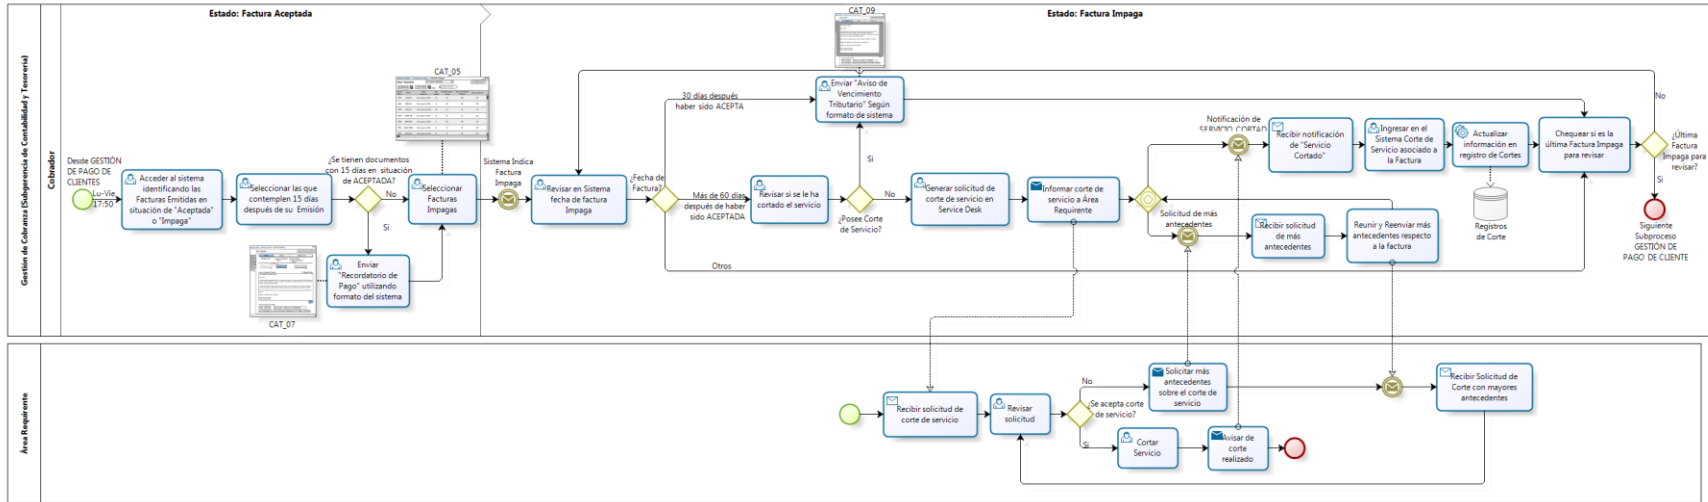 Estado: Factura Aceptada
Estado: Factura Impaga
Gestión de Cobranza (Subgerencia de Contabilidad y Tesorería)
Cobrador
Desde GESTIÓN
DE PAGO DE
CLIENTES
Lu-Vie
17:50
Acceder al sistema
identificando las
Facturas Emitidas en
situación de "Aceptada"
o "Impaga"
Seleccionar las que
contemplen 15 días
después de su Emisión
¿Se tienen documentos
con 15 días en situación
de ACEPTADA?
No
Si
Enviar
"Recordatorio de
Pago" utilizando
formato del sistema
CAT_07
CAT_05
Seleccionar
Facturas Impagas
Sistema Indica
Factura
Impaga
Revisar en Sistema
fecha de factura
Impaga
¿Fecha de
Factura?
30 días después
haber sido ACEPTA
Más de 60 días
después de haber
sido ACEPTADA
Otros
CAT_09
Enviar "Aviso de
Vencimiento
Tributario" Según
formato de sistema
Revisar si se le ha
cortado el servicio
Si
¿Posee Corte
de Servicio?
No
Generar solicitud de
corte de servicio en
Service Desk
Informar corte de
servicio a Área
Requirente
Notificación de
SERVICIO CORTADO
Recibir notificación
de "Servicio
Cortado"
Ingresar en el
Sistema Corte de
Servicio asociado a
la Factura
Actualizar
información en
registro de Cortes
Registros
de Corte
Chequear si es la
última Factura Impaga
para revisar
No
¿Última
Factura
Impaga para
revisar?
Si
Siguiente
Subproceso
GESTIÓN DE
PAGO DE CLIENTE
Solicitud de más
antecedentes
Recibir solicitud
de más
antecedentes
Reunir y Reenviar más
antecedentes respecto
a la factura
Área Requirente
Recibir solicitud de
corte de servicio
Revisar
solicitud
¿Se acepta corte
de servicio?
No
Si
Solicitar más
antecedentes
sobre el corte de
servicio
Cortar
Servicio
Avisar de
corte
realizado
Recibir Solicitud de
Corte con mayores
antecedentes